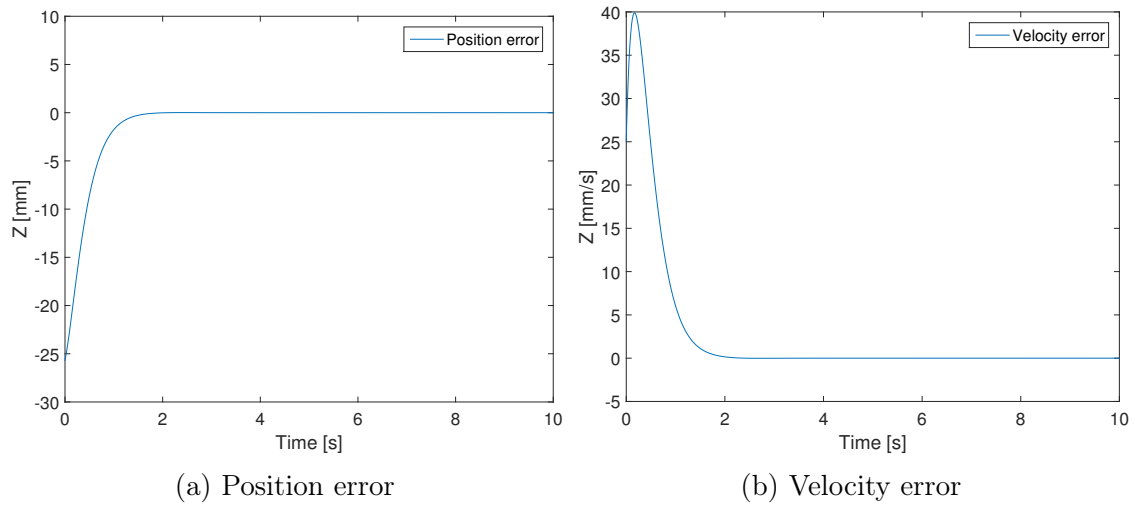 10
5
0
-5
-10
-15
-20
-25
-30
Z [mm]
Position error
0 2 4 6 8 10
Time [s]
(a) Position error
40
35
30
25
20
15
10
5
0
-5
Z [mm/s]
Velocity error
0 2 4 6 8 10
Time [s]
(b) Velocity error